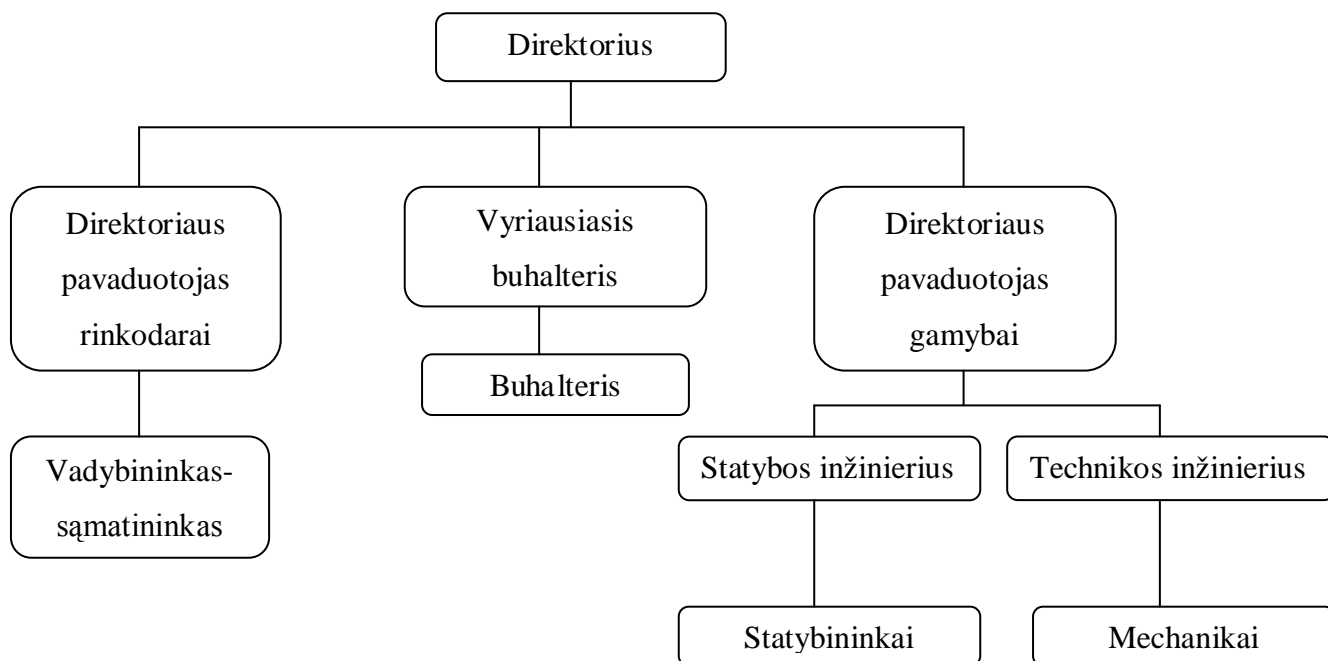 Direktorius
Direktoriaus
pavaduotojas
rinkodarai
Vyriausiasis
buhalteris
Direktoriaus
pavaduotojas
gamybai
Buhalteris
Vadybininkas-
sąmatininkas
Statybos inžinierius
Technikos inžinierius
Statybininkai
Mechanikai